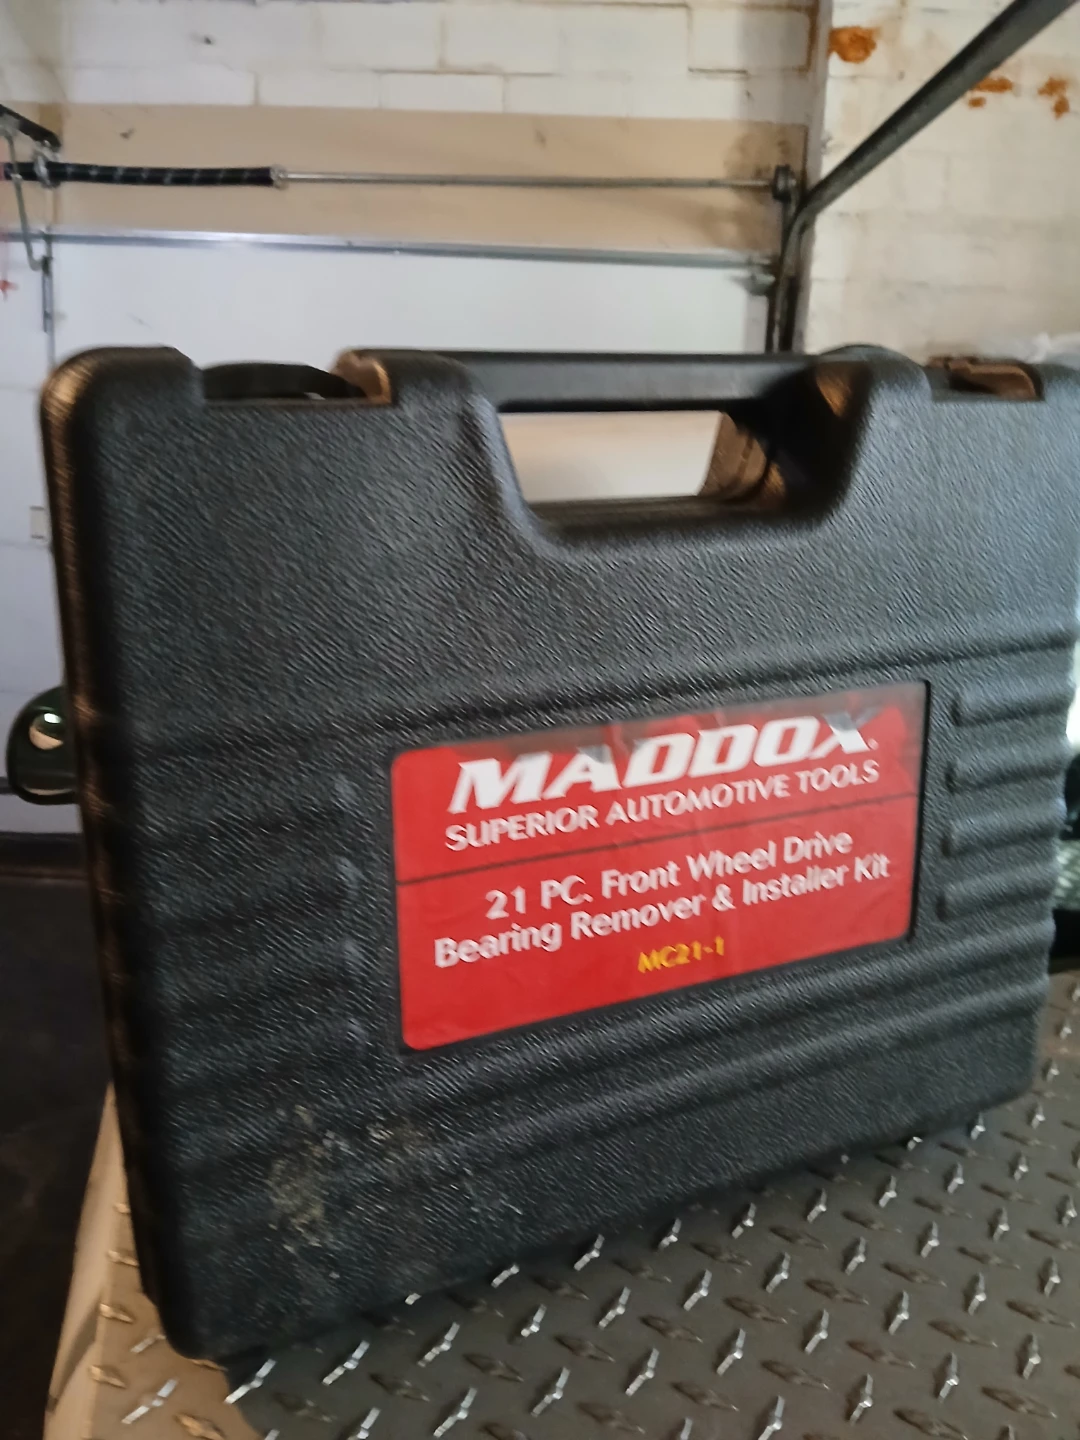 MADDOX®
SUPERIOR AUTOMOTIVE TOOLS
21 PC. Front Wheel Drive
Bearing Remover & Installer Kit
MC21-1